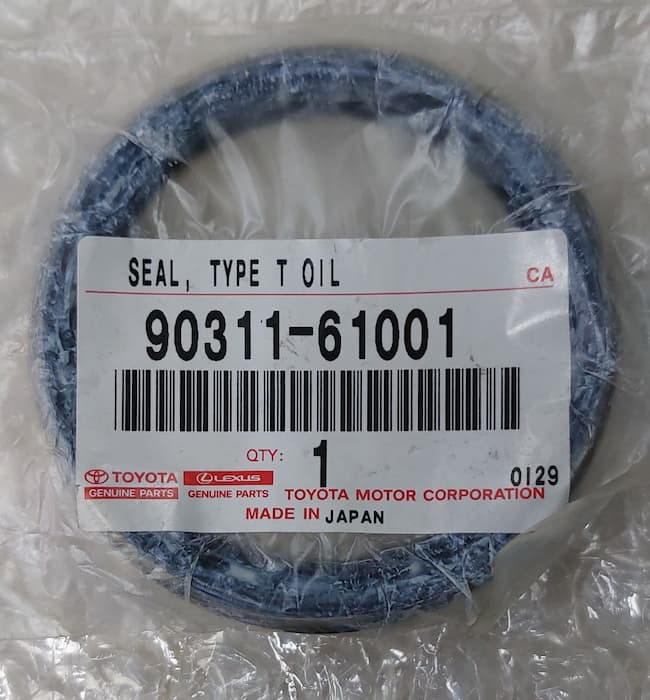 SEAL, TYPE T OIL
CA
90311-61001
QTY: 1
TOYOTA LEXUS 0129
GENUINE PARTS GENUINE PARTS TOYOTA MOTOR CORPORATION
MADE IN JAPAN